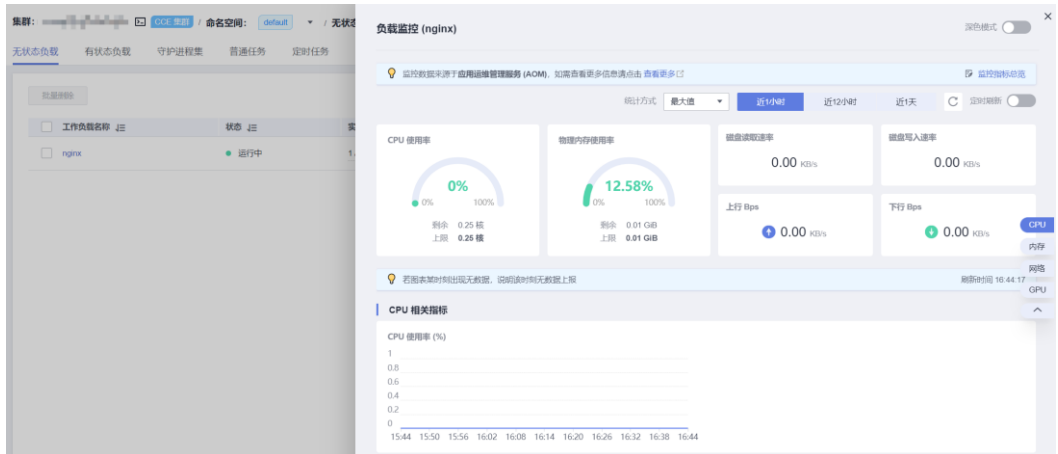 集群： CCE 集群 / 命名空间： default / 无状态
无状态负载 有状态负载 守护进程集 普通任务 定时任务
批量删除
工作负载名称 状态
nginx 运行中 1
负载监控 (nginx) 深色模式
监控数据来源于应用运维管理服务 (AOM)，如需查看更多信息请点击 查看更多 监控指标总览
统计方式 最大值 近1小时 近12小时 近1天 定时刷新
CPU 使用率
0%
0% 100%
剩余 0.25 核
上限 0.25 核
物理内存使用率
12.58%
0% 100%
剩余 0.01 GiB
上限 0.01 GiB
磁盘读取速率
0.00 KB/s
磁盘写入速率
0.00 KB/s
上行 Bps
0.00 KB/s
下行 Bps
0.00 KB/s
CPU
内存
网络
GPU
若图表某时刻出现无数据，说明该时刻无数据上报 刷新时间 16:44:17
CPU 相关指标
CPU 使用率 (%)
1
0.8
0.6
0.4
0.2
0
15:44 15:50 15:56 16:02 16:08 16:14 16:20 16:26 16:32 16:38 16:44